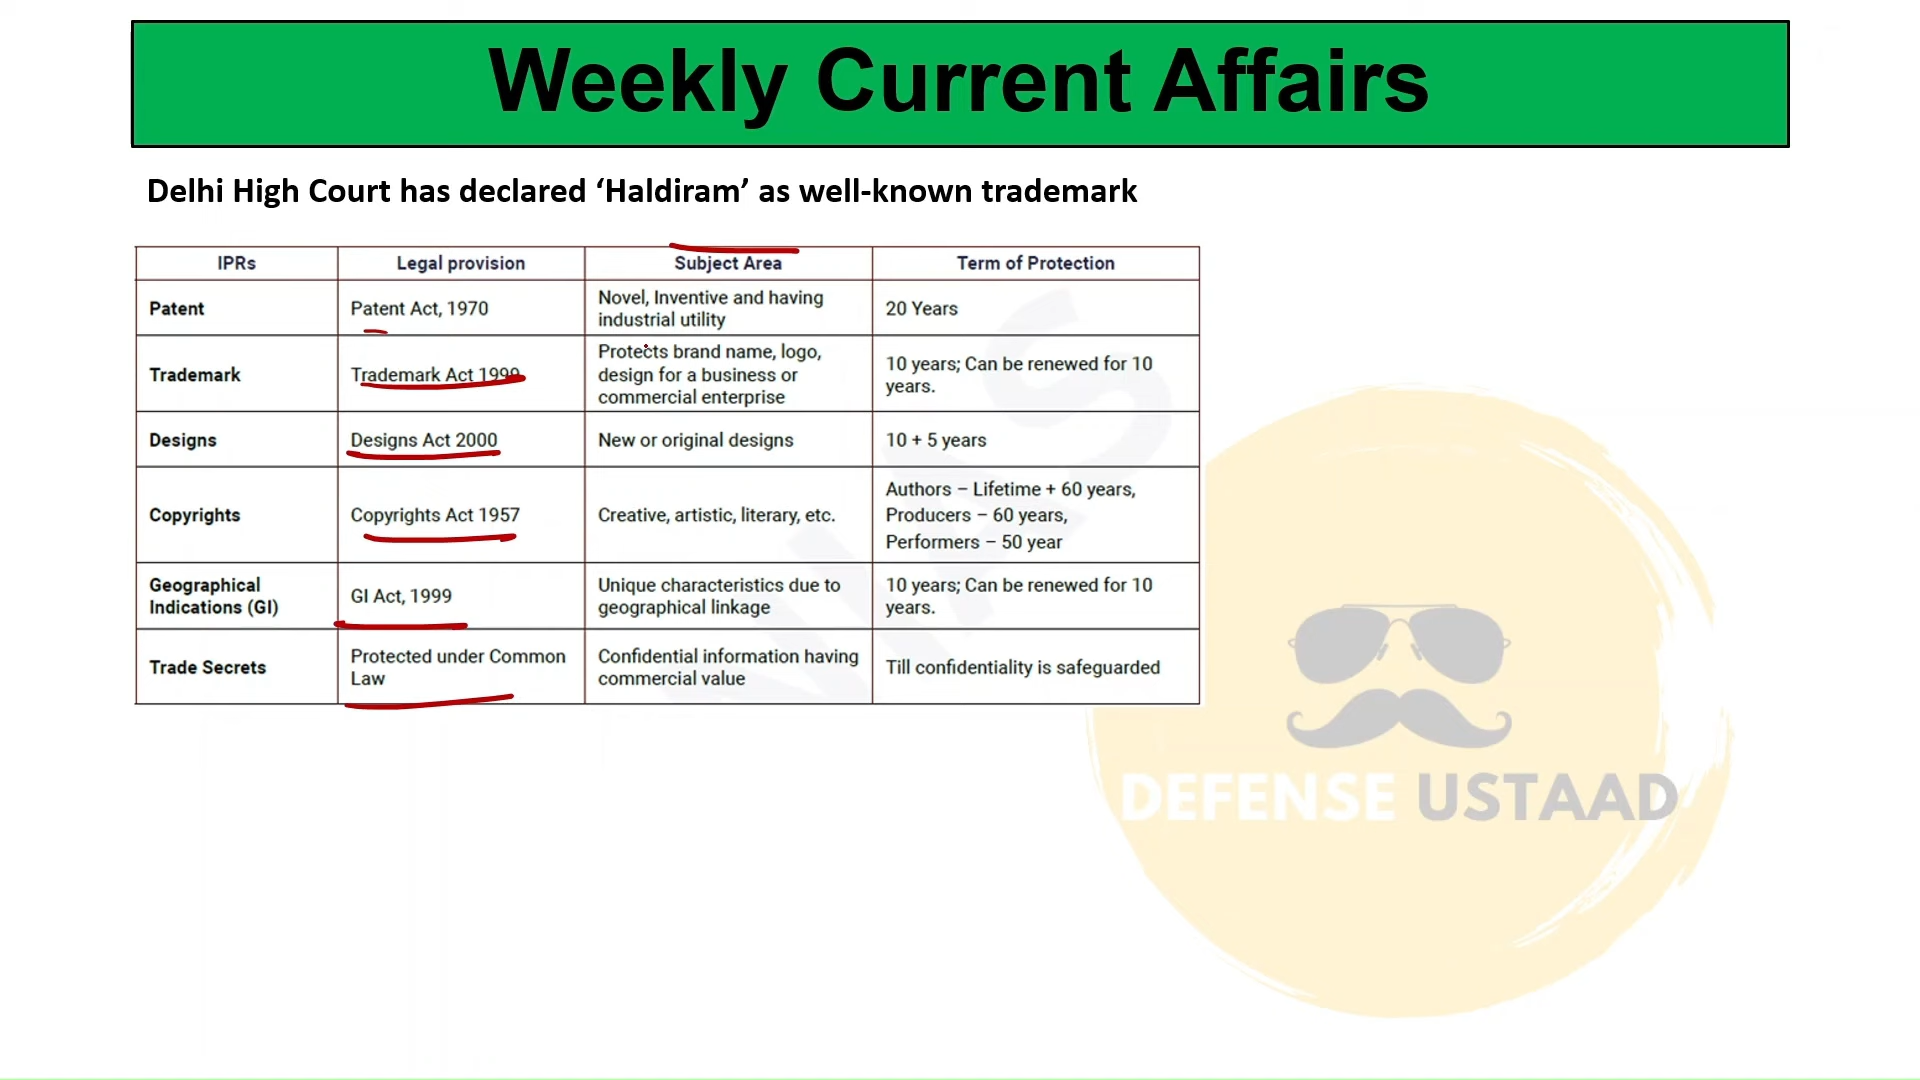 Weekly Current Affairs
Delhi High Court has declared ‘Haldiram’ as well-known trademark
IPRs Legal provision Subject Area Term of Protection
Patent Patent Act, 1970 Novel, Inventive and having industrial utility 20 Years
Trademark Trademark Act 1999 Protects brand name, logo, design for a business or commercial enterprise 10 years; Can be renewed for 10 years.
Designs Designs Act 2000 New or original designs 10 + 5 years
Copyrights Copyrights Act 1957 Creative, artistic, literary, etc. Authors – Lifetime + 60 years, Producers – 60 years, Performers – 50 year
Geographical Indications (GI) GI Act, 1999 Unique characteristics due to geographical linkage 10 years; Can be renewed for 10 years.
Trade Secrets Protected under Common Law Confidential information having commercial value Till confidentiality is safeguarded
DEFENSE USTAAD